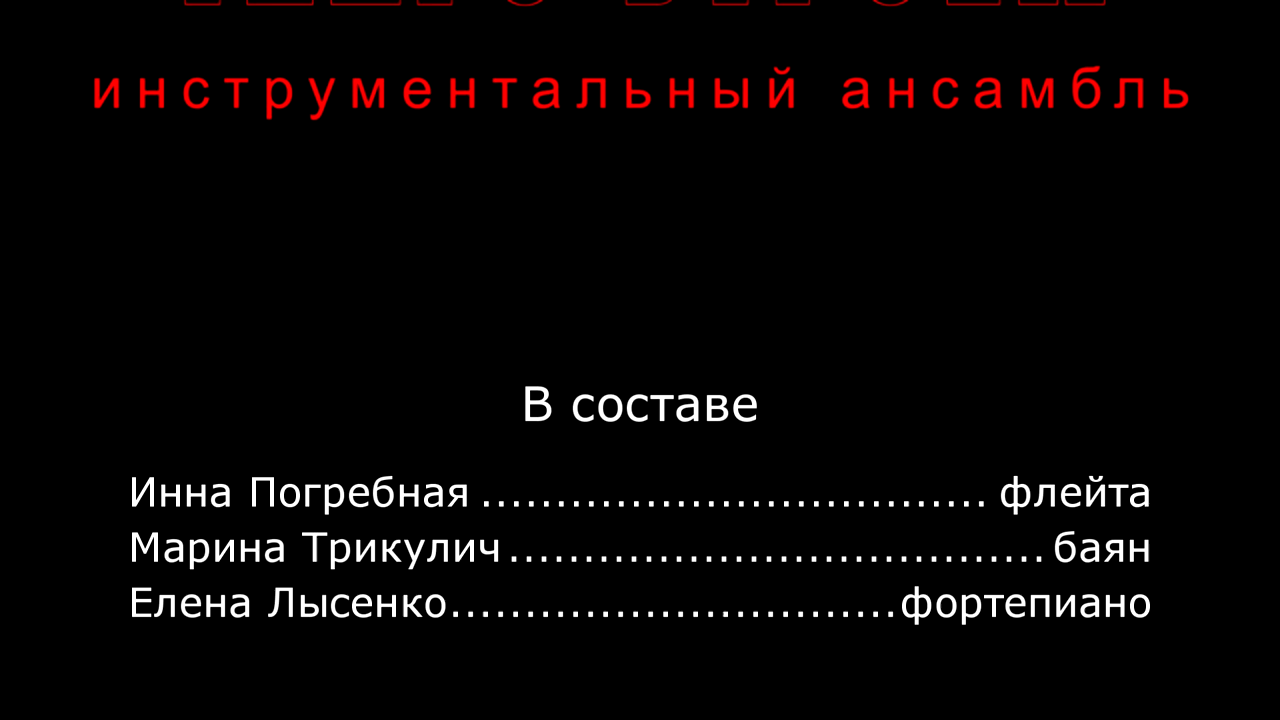 инструментальный ансамбль
В составе
Инна Погребная .................................. флейта
Марина Трикулич .................................... баян
Елена Лысенко..............................фортепиано